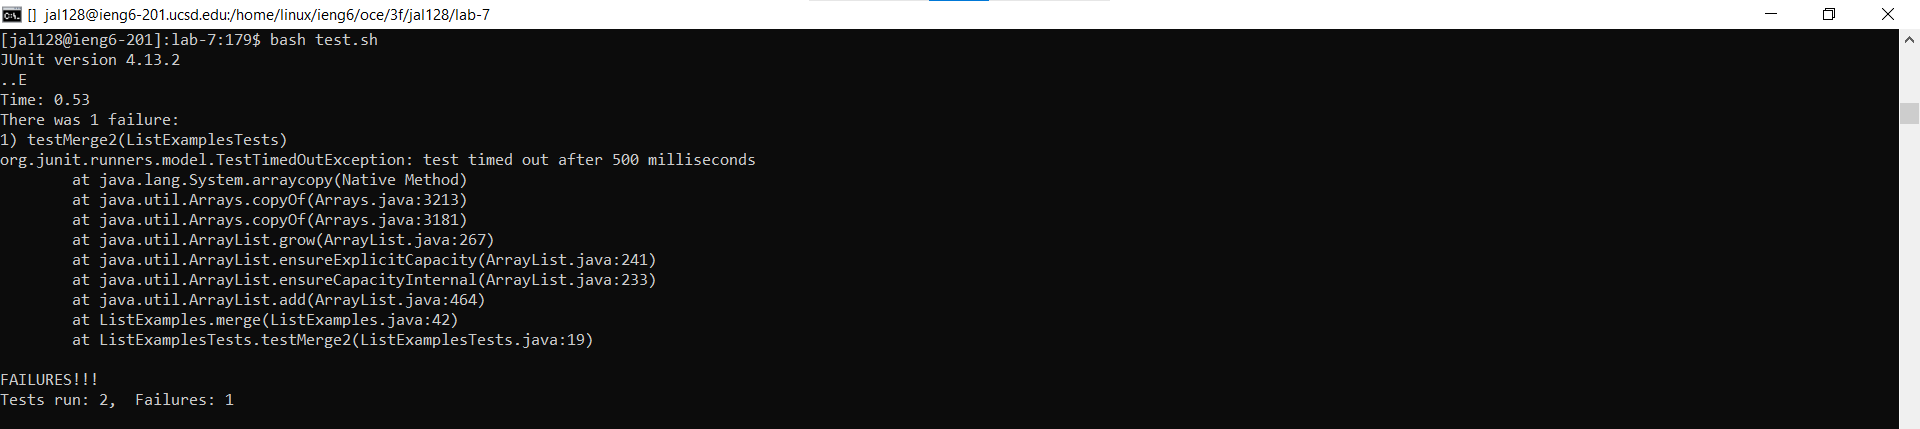 [] jal128@ieng6-201.ucsd.edu:/home/linux/ieng6/oce/3f/jal128/lab-7
[jal128@ieng6-201]:lab-7:179$ bash test.sh
JUnit version 4.13.2
..E
Time: 0.53
There was 1 failure:
1) testMerge2(ListExamplesTests)
org.junit.runners.model.TestTimedOutException: test timed out after 500 milliseconds
        at java.lang.System.arraycopy(Native Method)
        at java.util.Arrays.copyOf(Arrays.java:3213)
        at java.util.Arrays.copyOf(Arrays.java:3181)
        at java.util.ArrayList.grow(ArrayList.java:267)
        at java.util.ArrayList.ensureExplicitCapacity(ArrayList.java:241)
        at java.util.ArrayList.ensureCapacityInternal(ArrayList.java:233)
        at java.util.ArrayList.add(ArrayList.java:464)
        at ListExamples.merge(ListExamples.java:42)
        at ListExamplesTests.testMerge2(ListExamplesTests.java:19)

FAILURES!!!
Tests run: 2,  Failures: 1